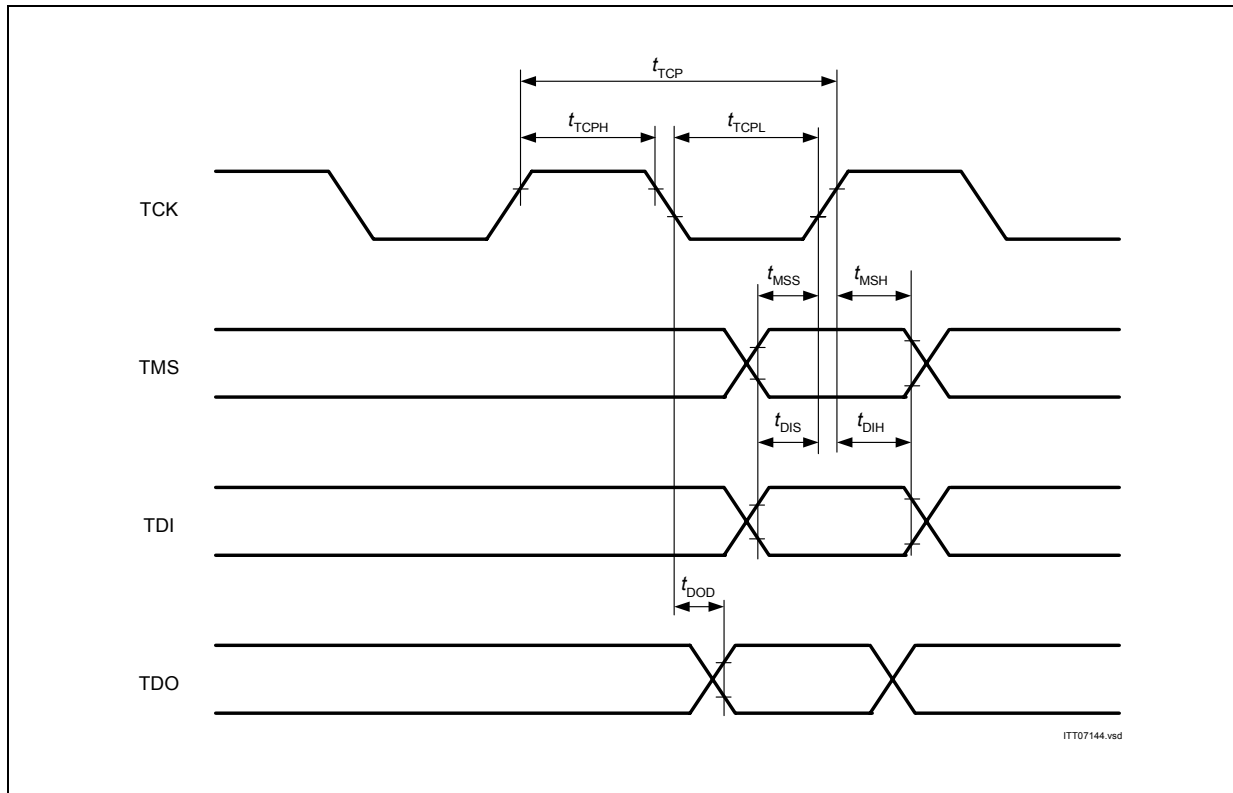 tTCP
tTCPH
tTCPL
TCK
tMSS
tMSH
TMS
tDIS
tDIH
TDI
tDOD
TDO
ITT07144.vsd